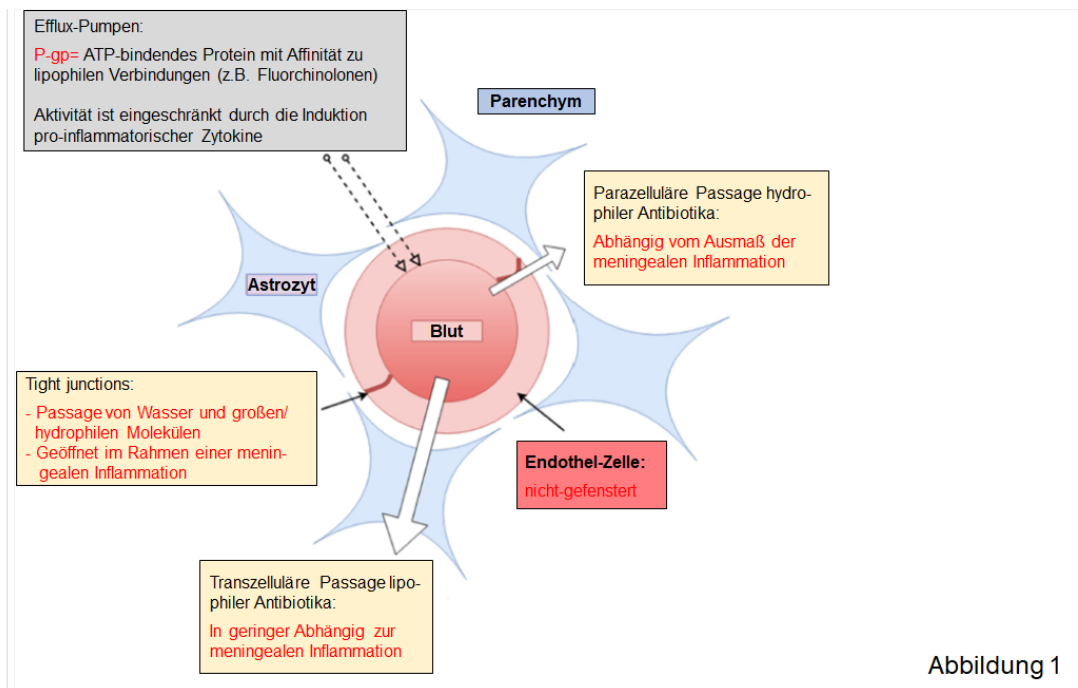 Efflux-Pumpen:
P-gp= ATP-bindendes Protein mit Affinität zu
lipophilen Verbindungen (z.B. Fluorchinolonen)
Aktivität ist eingeschränkt durch die Induktion
pro-inflammatorischer Zytokine
Parenchym
Parazelluläre Passage hydro-
philer Antibiotika:
Abhängig vom Ausmaß der
meningealen Inflammation
Astrozyt
Blut
Tight junctions:
- Passage von Wasser und großen/
hydrophilen Molekülen
- Geöffnet im Rahmen einer menin-
gealen Inflammation
Endothel-Zelle:
nicht-gefenstert
Transzelluläre Passage lipo-
philer Antibiotika:
In geringer Abhängig zur
meningealen Inflammation
Abbildung 1